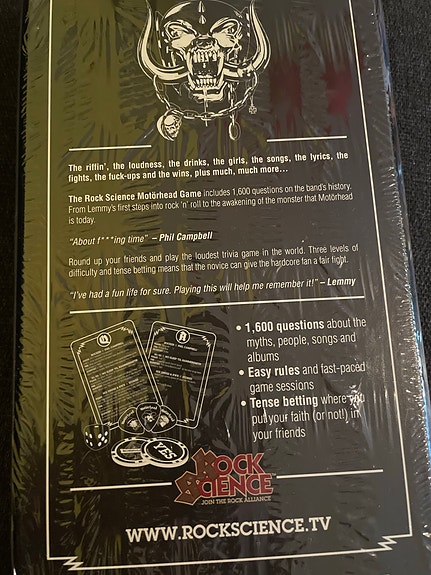 The riffin', the loudness, the drinks, the girls, the songs, the lyrics, the
fights, the fuck-ups and the wins, plus much, much more...
The Rock Science Motörhead Game includes 1,600 questions on the band's history.
From Lemmy's first steps into rock 'n' roll to the awakening of the monster that Motörhead
is today.
"About f***ing time" – Phil Campbell
Round up your friends and play the loudest trivia game in the world. Three levels of
difficulty and tense betting means that the novice can give the hardcore fan a fair fight.
"I've had a fun life for sure. Playing this will help me remember it!" – Lemmy
• 1,600 questions about the
myths, people, songs and
albums
• Easy rules and fast-paced
game sessions
• Tense betting where you
put your faith (or not!) in
your friends
Q
R
YES
ROCK
SCIENCE
JOIN THE ROCK ALLIANCE
WWW.ROCKSCIENCE.TV